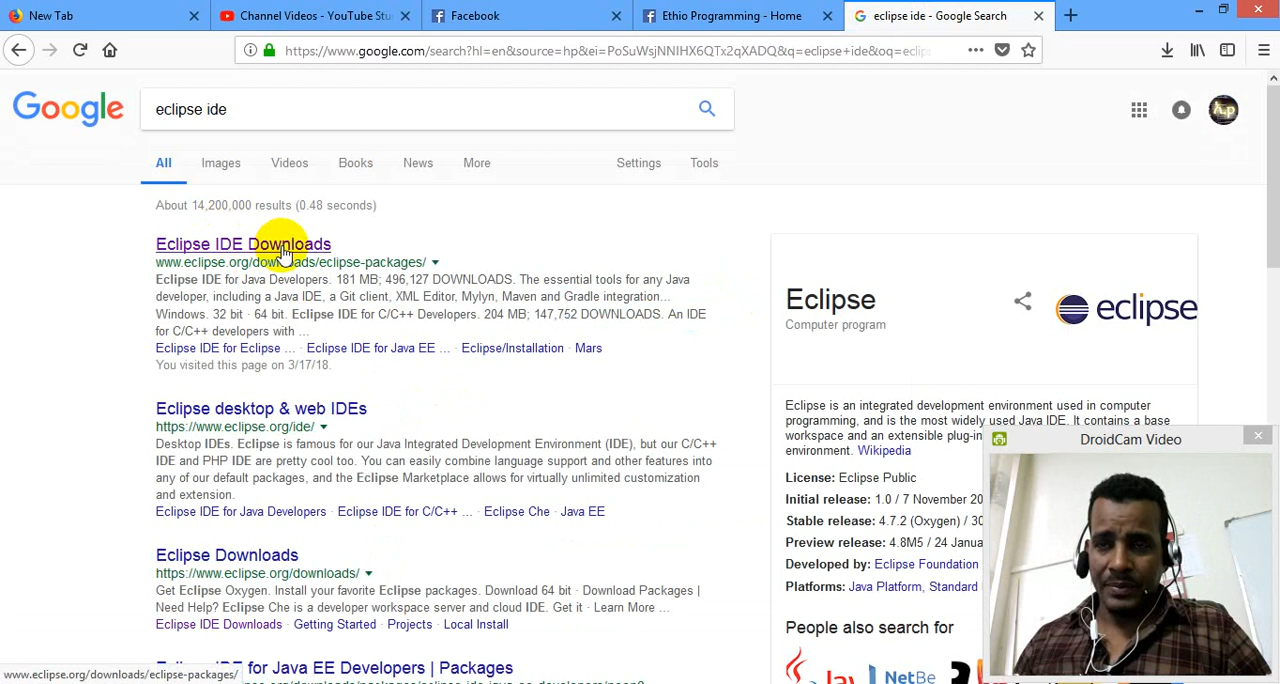 New Tab
Channel Videos - YouTube Stu
Facebook
Ethio Programming - Home
eclipse ide - Google Search
https://www.google.com/search?hl=en&source=hp&ei=PoSuWsjNNIHX6QTx2qXADQ&q=eclipse+ide&oq=eclip
Google
eclipse ide
A.p
All Images Videos Books News More Settings Tools
About 14,200,000 results (0.48 seconds)
Eclipse IDE Downloads
www.eclipse.org/downloads/eclipse-packages/
Eclipse IDE for Java Developers. 181 MB; 496,127 DOWNLOADS. The essential tools for any Java
developer, including a Java IDE, a Git client, XML Editor, Mylyn, Maven and Gradle integration...
Windows. 32 bit · 64 bit. Eclipse IDE for C/C++ Developers. 204 MB; 147,752 DOWNLOADS. An IDE
for C/C++ developers with ...
Eclipse IDE for Eclipse ... · Eclipse IDE for Java EE ... · Eclipse/Installation · Mars
You visited this page on 3/17/18.
Eclipse desktop & web IDEs
https://www.eclipse.org/ide/
Desktop IDEs. Eclipse is famous for our Java Integrated Development Environment (IDE), but our C/C++
IDE and PHP IDE are pretty cool too. You can easily combine language support and other features into
any of our default packages, and the Eclipse Marketplace allows for virtually unlimited customization
and extension.
Eclipse IDE for Java Developers · Eclipse IDE for C/C++ ... · Eclipse Che · Java EE
Eclipse Downloads
https://www.eclipse.org/downloads/
Get Eclipse Oxygen. Install your favorite Eclipse packages. Download 64 bit · Download Packages |
Need Help? Eclipse Che is a developer workspace server and cloud IDE. Get it · Learn More ...
Eclipse IDE Downloads · Getting Started · Projects · Local Install
Eclipse IDE for Java EE Developers | Packages
www.eclipse.org/downloads/eclipse-packages/
Eclipse
Computer program
eclipse
Eclipse is an integrated development environment used in computer
programming, and is the most widely used Java IDE. It contains a base
workspace and an extensible plug-in
environment. Wikipedia
License: Eclipse Public
Initial release: 1.0 / 7 November 20
Stable release: 4.7.2 (Oxygen) / 30
Preview release: 4.8M5 / 24 Janua
Developed by: Eclipse Foundation
Platforms: Java Platform, Standard
People also search for
NetBe
DroidCam Video